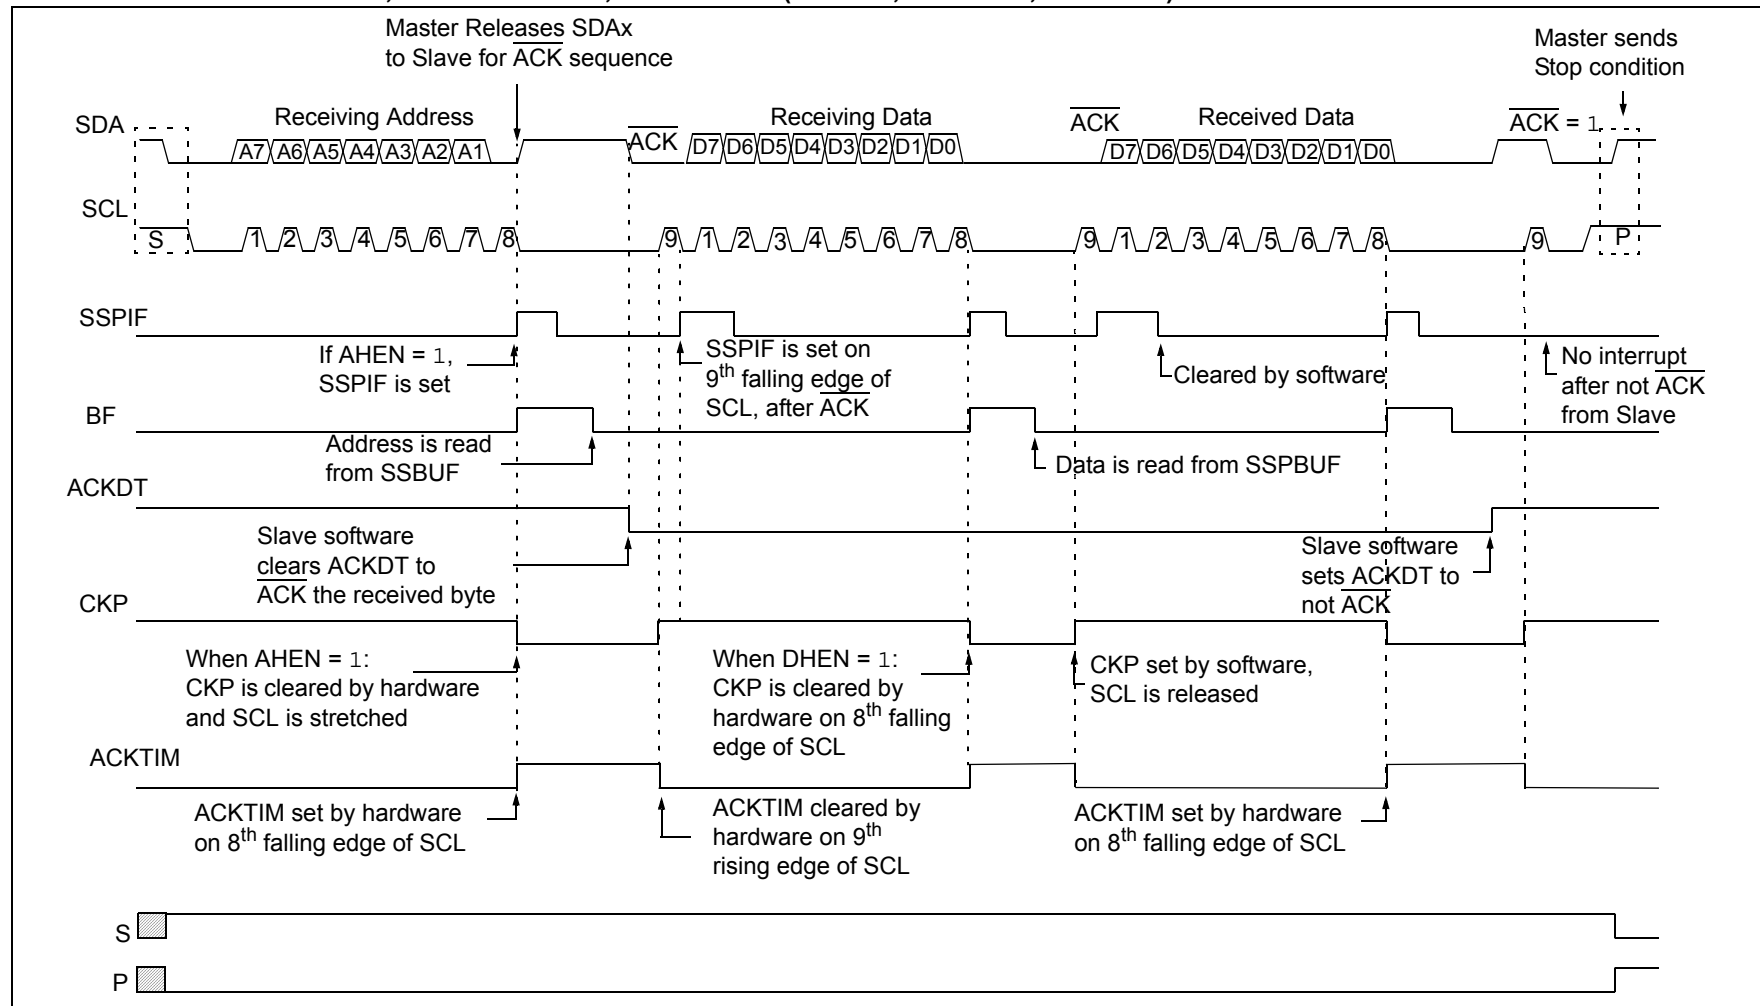 Master Releases SDAx
to Slave for ACK sequence
Master sends
Stop condition
SDA
Receiving Address
ACK
Receiving Data
ACK
Received Data
ACK = 1
A7 A6 A5 A4 A3 A2 A1
D7 D6 D5 D4 D3 D2 D1 D0
D7 D6 D5 D4 D3 D2 D1 D0
SCL
S 1 2 3 4 5 6 7 8 9 1 2 3 4 5 6 7 8 9 1 2 3 4 5 6 7 8 9 P
SSPIF
If AHEN = 1,
SSPIF is set
SSPIF is set on
9th falling edge of
SCL, after ACK
Cleared by software
No interrupt
after not ACK
from Slave
BF
Address is read
from SSBUF
Data is read from SSPBUF
ACKDT
Slave software
clears ACKDT to
ACK the received byte
Slave software
sets ACKDT to
not ACK
CKP
When AHEN = 1:
CKP is cleared by hardware
and SCL is stretched
When DHEN = 1:
CKP is cleared by
hardware on 8th falling
edge of SCL
CKP set by software,
SCL is released
ACKTIM
ACKTIM set by hardware
on 8th falling edge of SCL
ACKTIM cleared by
hardware on 9th
rising edge of SCL
ACKTIM set by hardware
on 8th falling edge of SCL
S
P